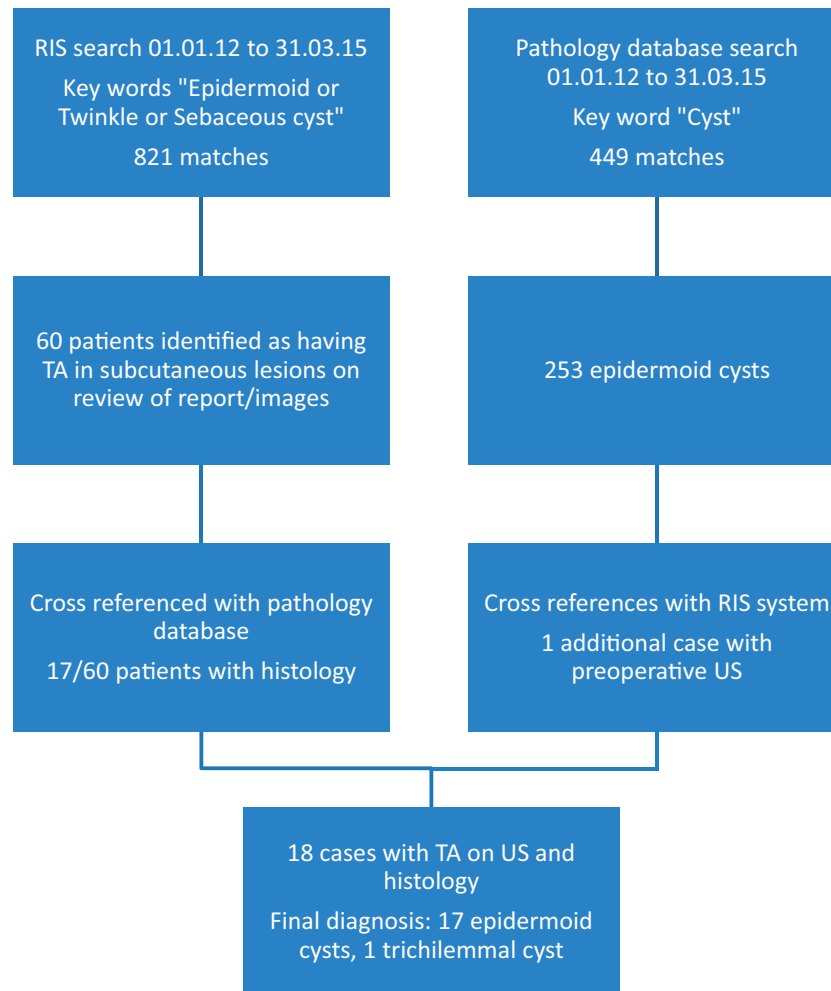 RIS search 01.01.12 to 31.03.15
Key words "Epidermoid or
Twinkle or Sebaceous cyst"
821 matches
Pathology database search
01.01.12 to 31.03.15
Key word "Cyst"
449 matches
60 patients identified as having
TA in subcutaneous lesions on
review of report/images
253 epidermoid cysts
Cross referenced with pathology
database
17/60 patients with histology
Cross references with RIS system
1 additional case with
preoperative US
18 cases with TA on US and
histology
Final diagnosis: 17 epidermoid
cysts, 1 trichilemmal cyst